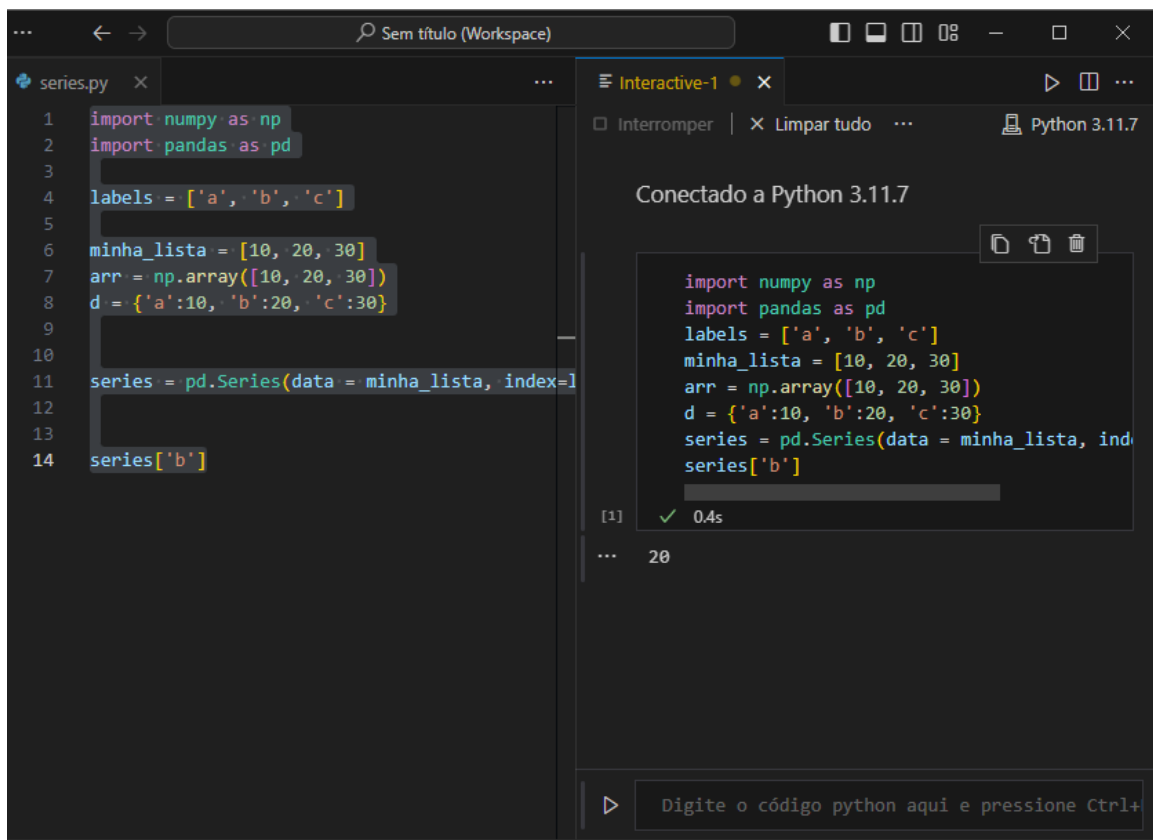 Sem título (Workspace)
series.py
1 import numpy as np
2 import pandas as pd
3
4 labels = ['a', 'b', 'c']
5
6 minha_lista = [10, 20, 30]
7 arr = np.array([10, 20, 30])
8 d = {'a':10, 'b':20, 'c':30}
9
10
11 series = pd.Series(data = minha_lista, index=l
12
13
14 series['b']
Interactive-1
Interromper | Limpar tudo ... Python 3.11.7
Conectado a Python 3.11.7
import numpy as np
import pandas as pd
labels = ['a', 'b', 'c']
minha_lista = [10, 20, 30]
arr = np.array([10, 20, 30])
d = {'a':10, 'b':20, 'c':30}
series = pd.Series(data = minha_lista, ind
series['b']
[1] ✓ 0.4s
... 20
Digite o código python aqui e pressione Ctrl+